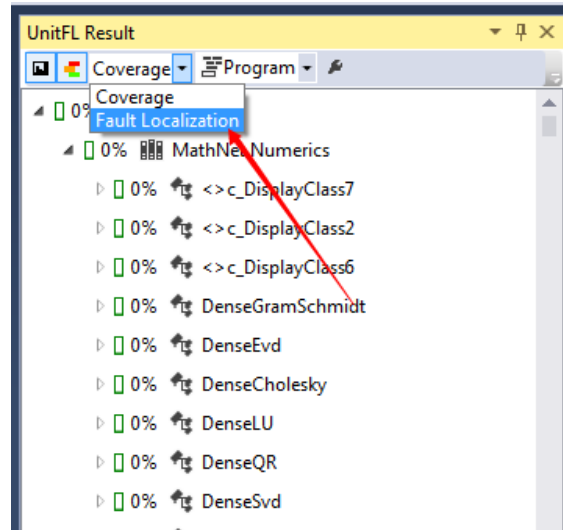 UnitFL Result
Coverage Program
Coverage
Fault Localization
0%
0% MathNet.Numerics
0% <>c_DisplayClass7
0% <>c_DisplayClass2
0% <>c_DisplayClass6
0% DenseGramSchmidt
0% DenseEvd
0% DenseCholesky
0% DenseLU
0% DenseQR
0% DenseSvd